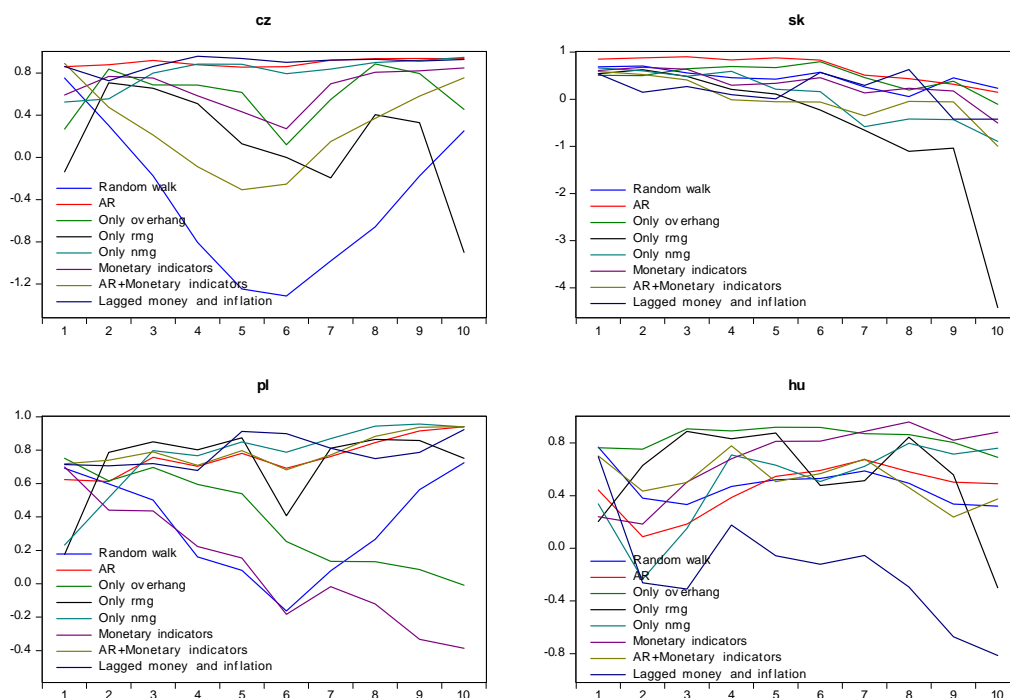 cz
0.8
0.4
0.0
-0.4
-0.8
-1.2
Random walk
AR
Only overhang
Only rmg
Only nmg
Monetary indicators
AR+Monetary indicators
Lagged money and inflation
1 2 3 4 5 6 7 8 9 10
sk
1
0
-1
-2
-3
-4
Random walk
AR
Only overhang
Only rmg
Only nmg
Monetary indicators
AR+Monetary indicators
Lagged money and inflation
1 2 3 4 5 6 7 8 9 10
pl
1.0
0.8
0.6
0.4
0.2
0.0
-0.2
-0.4
Random walk
AR
Only overhang
Only rmg
Only nmg
Monetary indicators
AR+Monetary indicators
Lagged money and inflation
1 2 3 4 5 6 7 8 9 10
hu
0.8
0.4
0.0
-0.4
-0.8
Random walk
AR
Only overhang
Only rmg
Only nmg
Monetary indicators
AR+Monetary indicators
Lagged money and inflation
1 2 3 4 5 6 7 8 9 10